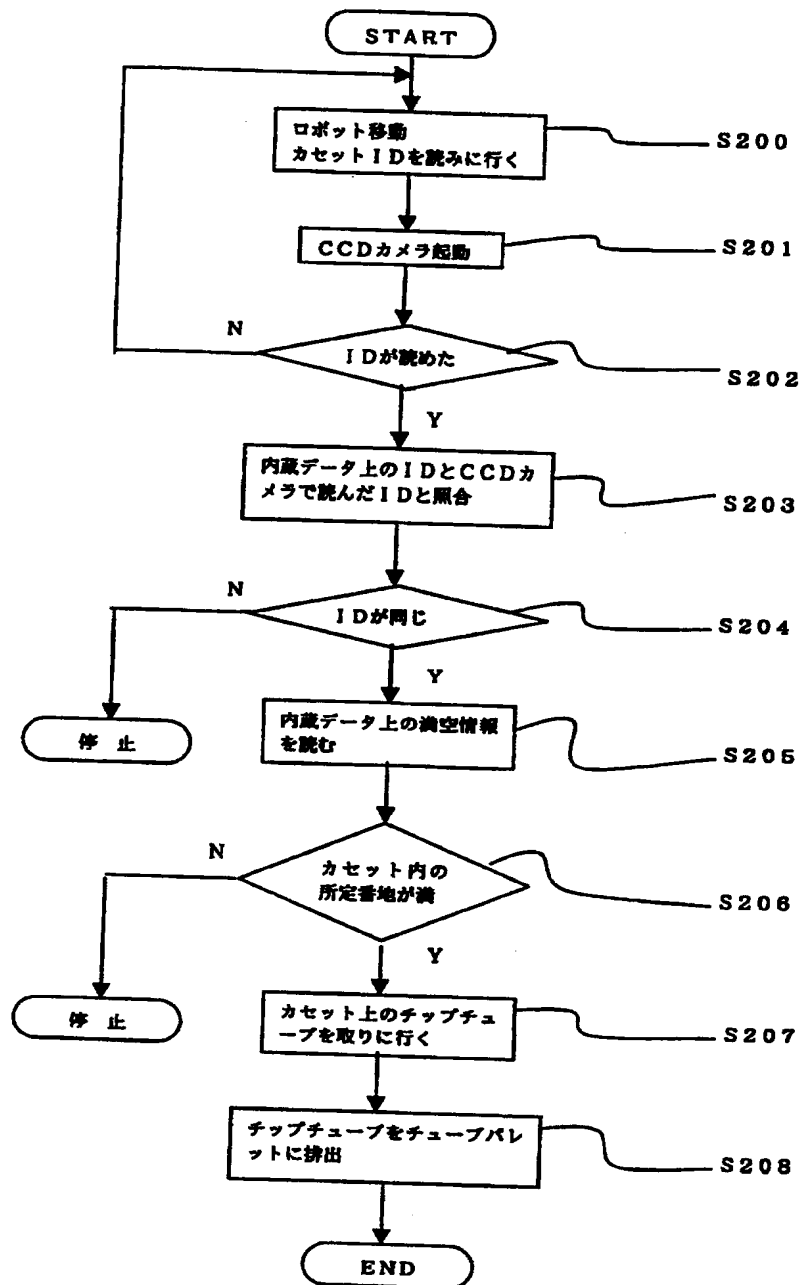 START
ロボット移動
カセットIDを読みに行く
S200
CCDカメラ起動
S201
N
IDが読めた
S202
Y
内蔵データ上のIDとCCDカ
メラで読んだIDと照合
S203
N
IDが同じ
S204
Y
停 止
内蔵データ上の満空情報
を読む
S205
N
カセット内の
所定番地が満
S206
Y
停 止
カセット上のチップチュ
ーブを取りに行く
S207
チップチューブをチューブパレ
ットに排出
S208
END